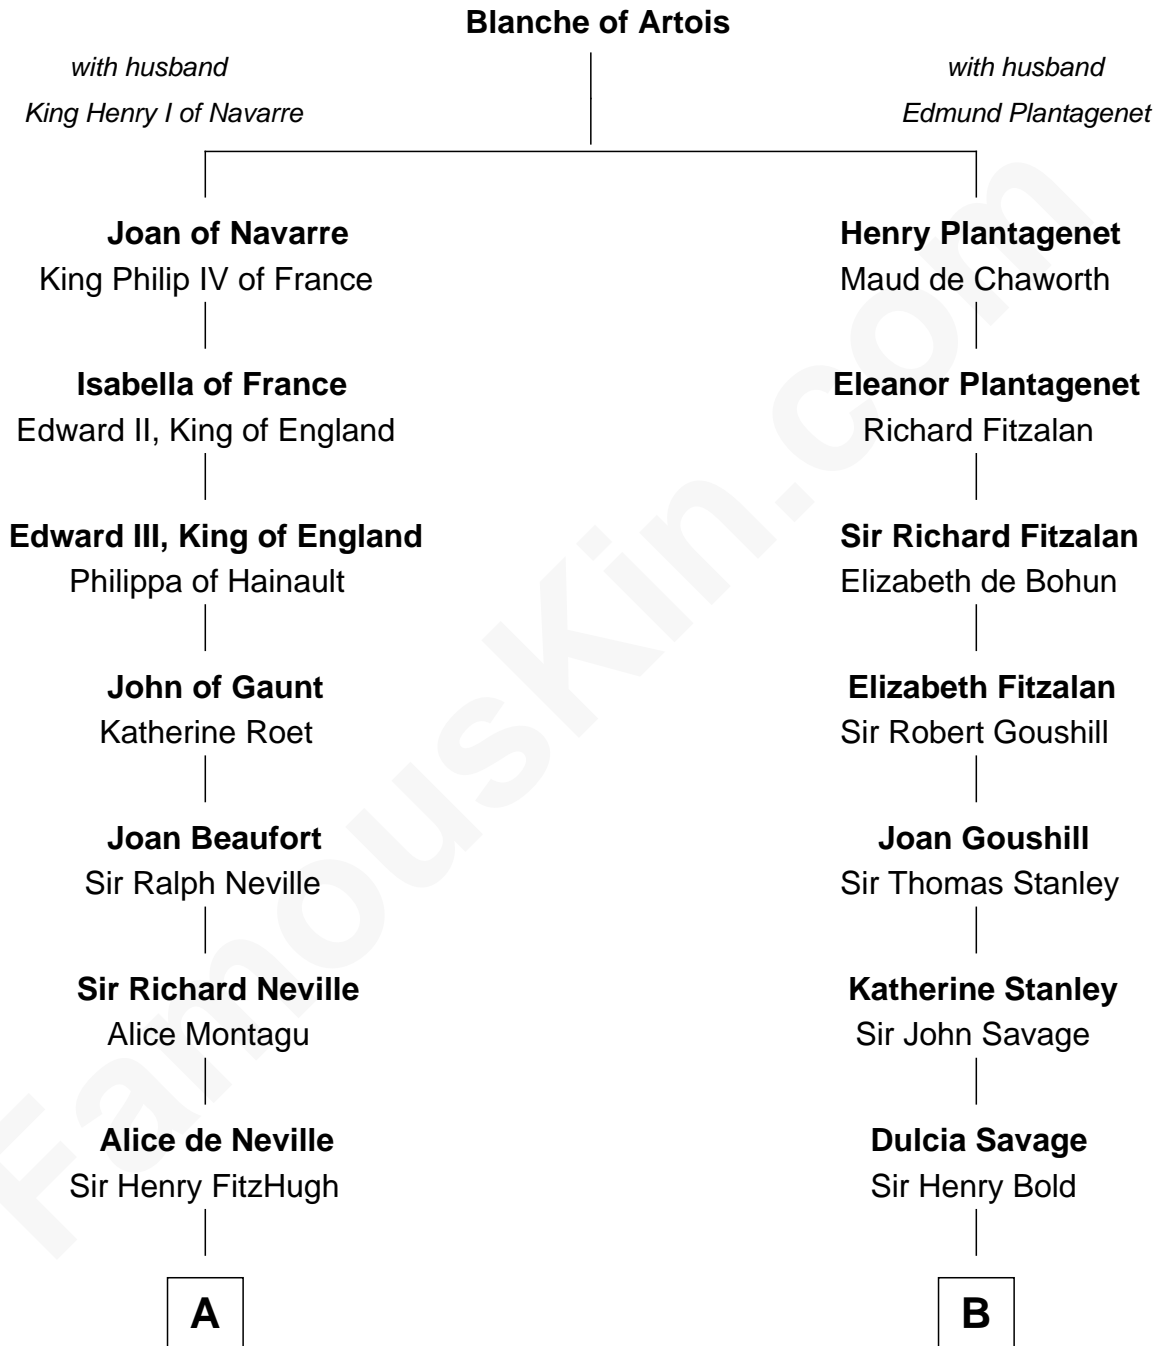 Blanche of Artois
with husband
King Henry I of Navarre
with husband
Edmund Plantagenet
Joan of Navarre
King Philip IV of France
Henry Plantagenet
Maud de Chaworth
Isabella of France
Edward II, King of England
Eleanor Plantagenet
Richard Fitzalan
Edward III, King of England
Philippa of Hainault
Sir Richard Fitzalan
Elizabeth de Bohun
John of Gaunt
Katherine Roet
Elizabeth Fitzalan
Sir Robert Goushill
Joan Beaufort
Sir Ralph Neville
Joan Goushill
Sir Thomas Stanley
Sir Richard Neville
Alice Montagu
Katherine Stanley
Sir John Savage
Alice de Neville
Sir Henry FitzHugh
Dulcia Savage
Sir Henry Bold
A
B
FamousKin.com